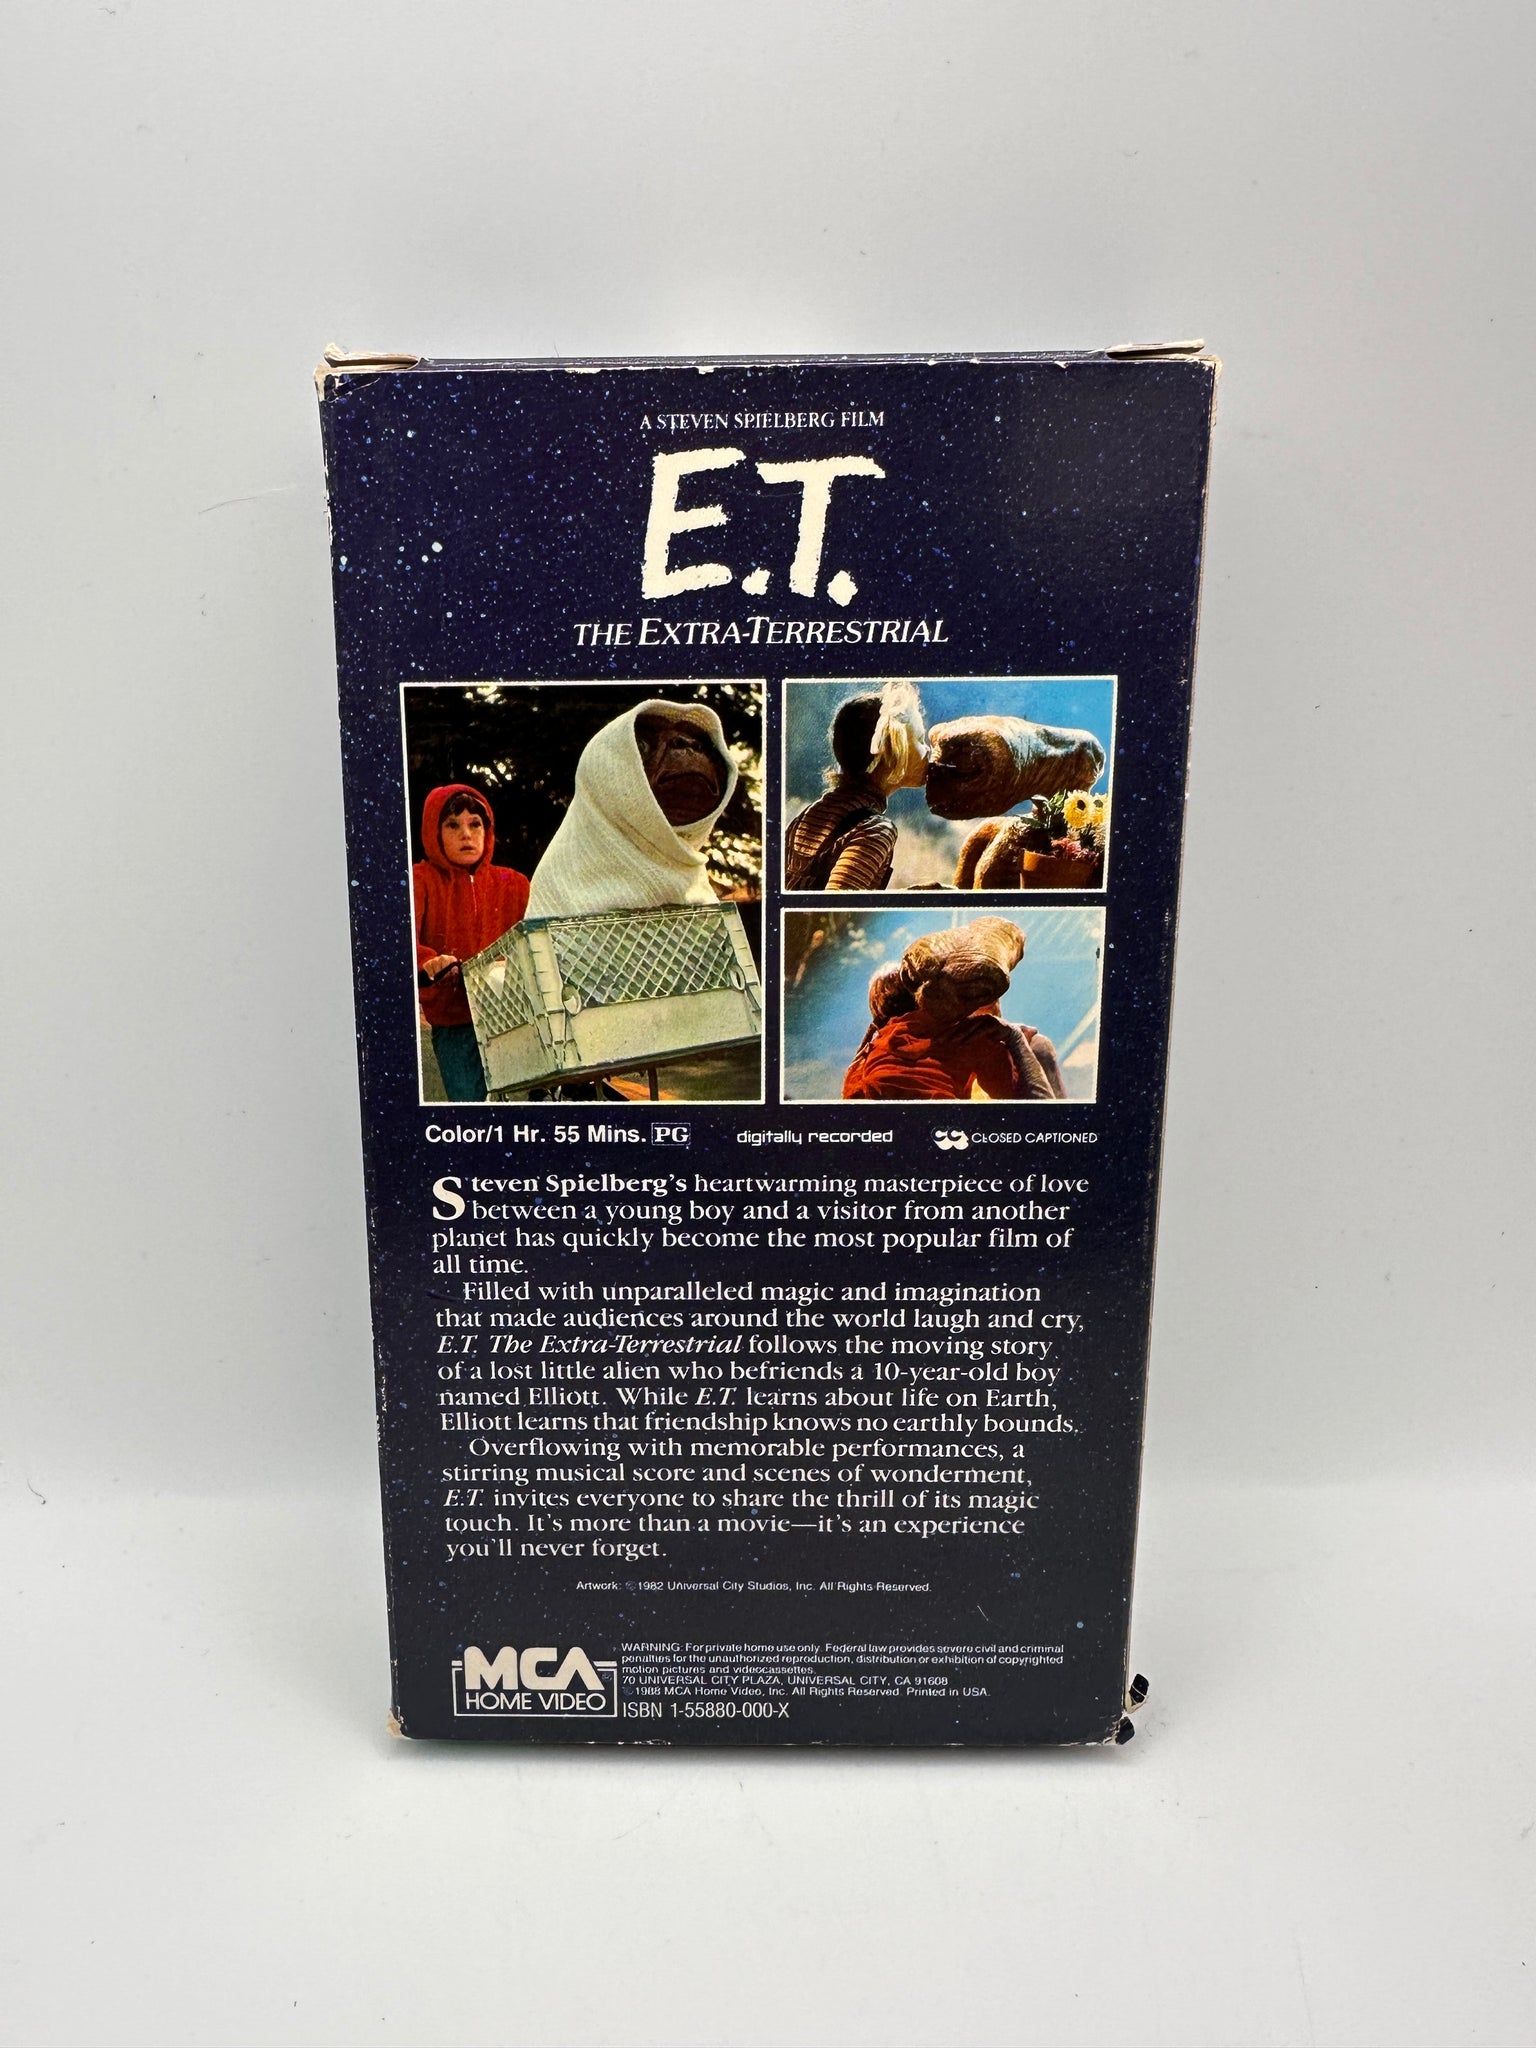 A STEVEN SPIELBERG FILM
E.T.
THE EXTRA-TERRESTRIAL
Color/1 Hr. 55 Mins. PG digitally recorded CC CLOSED CAPTIONED
Steven Spielberg's heartwarming masterpiece of love
between a young boy and a visitor from another
planet has quickly become the most popular film of
all time.
Filled with unparalleled magic and imagination
that made audiences around the world laugh and cry,
E.T. The Extra-Terrestrial follows the moving story
of a lost little alien who befriends a 10-year-old boy
named Elliott. While E.T. learns about life on Earth,
Elliott learns that friendship knows no earthly bounds.
Overflowing with memorable performances, a
stirring musical score and scenes of wonderment,
E.T. invites everyone to share the thrill of its magic
touch. It's more than a movie—it's an experience
you'll never forget.
Artwork: © 1982 Universal City Studios, Inc. All Rights Reserved.
MCA
HOME VIDEO
WARNING: For private home use only. Federal law provides severe civil and criminal
penalties for the unauthorized reproduction, distribution or exhibition of copyrighted
motion pictures and videocassettes.
70 UNIVERSAL CITY PLAZA, UNIVERSAL CITY, CA 91608
© 1988 MCA Home Video, Inc. All Rights Reserved. Printed in USA.
ISBN 1-55880-000-X